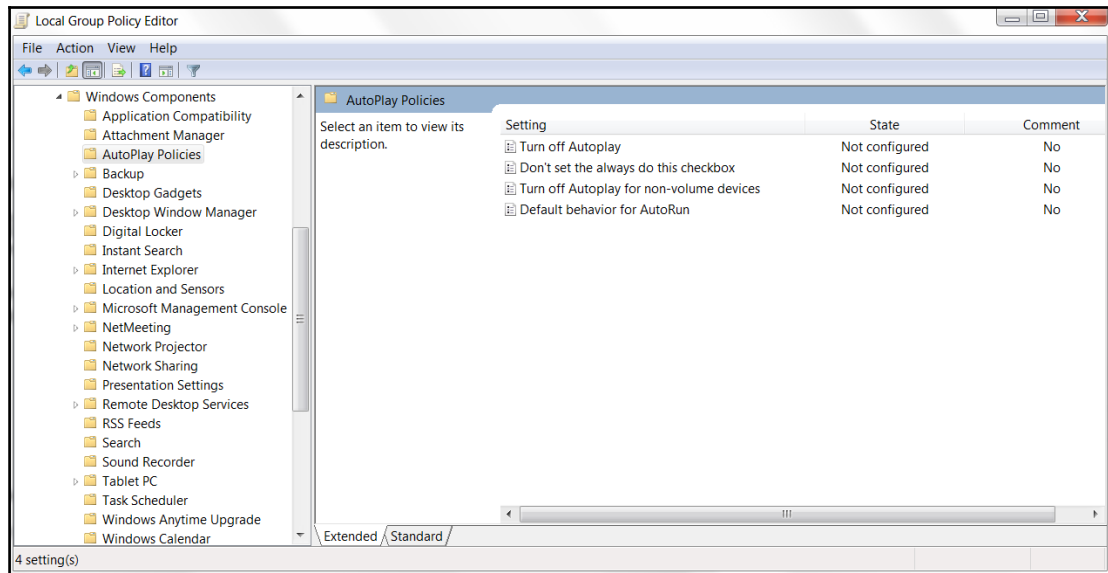 Local Group Policy Editor
File Action View Help
Windows Components
Application Compatibility
Attachment Manager
AutoPlay Policies
Backup
Desktop Gadgets
Desktop Window Manager
Digital Locker
Instant Search
Internet Explorer
Location and Sensors
Microsoft Management Console
NetMeeting
Network Projector
Network Sharing
Presentation Settings
Remote Desktop Services
RSS Feeds
Search
Sound Recorder
Tablet PC
Task Scheduler
Windows Anytime Upgrade
Windows Calendar
AutoPlay Policies
Select an item to view its
description.
Setting State Comment
Turn off Autoplay Not configured No
Don't set the always do this checkbox Not configured No
Turn off Autoplay for non-volume devices Not configured No
Default behavior for AutoRun Not configured No
Extended Standard
4 setting(s)